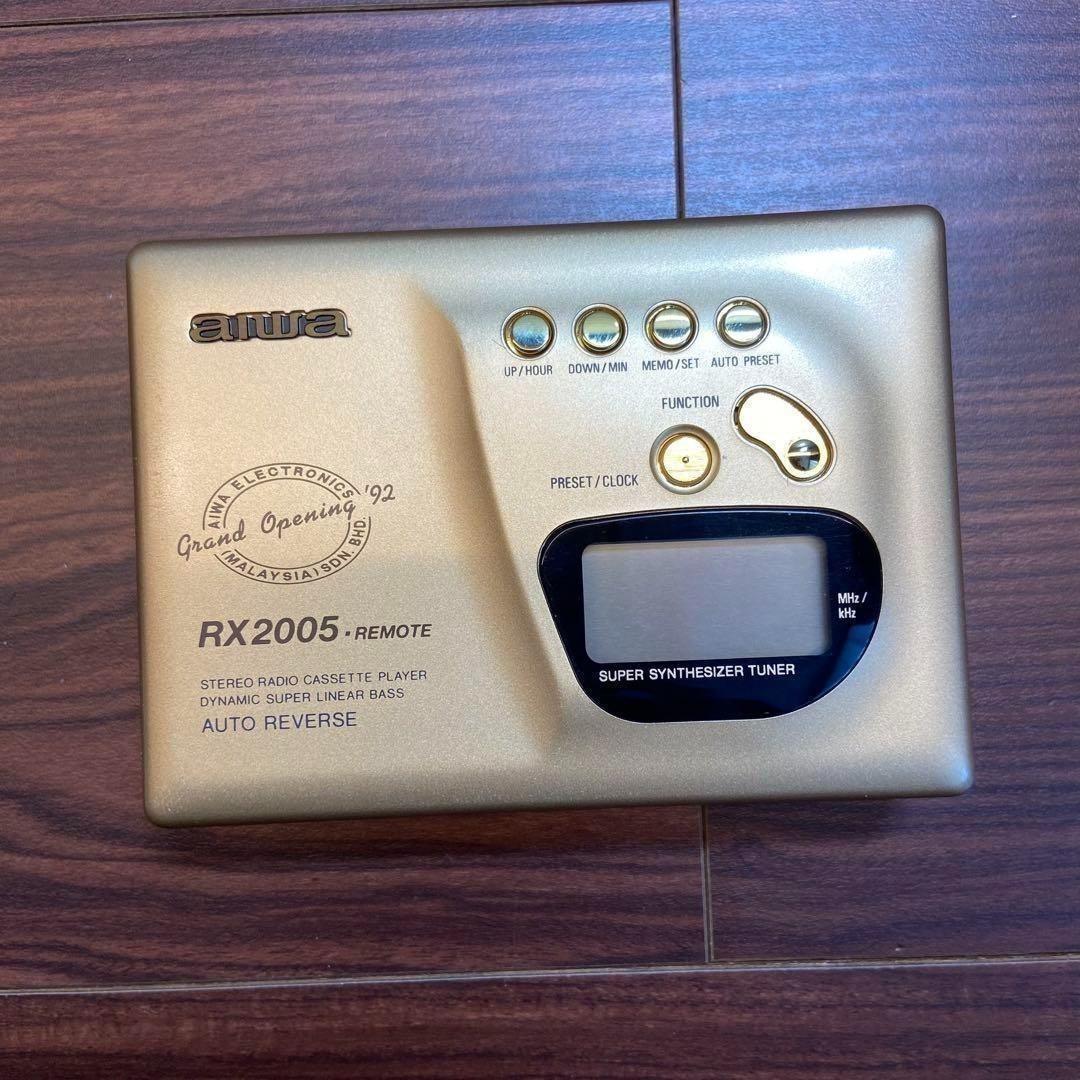 aiwa
UP/HOUR
DOWN/MIN
MEMO/SET
AUTO PRESET
FUNCTION
PRESET/CLOCK
AIWA ELECTRONICS
Grand Opening '92
(MALAYSIA) SDN. BHD.
RX2005 • REMOTE
STEREO RADIO CASSETTE PLAYER
DYNAMIC SUPER LINEAR BASS
AUTO REVERSE
MHz/
kHz
SUPER SYNTHESIZER TUNER